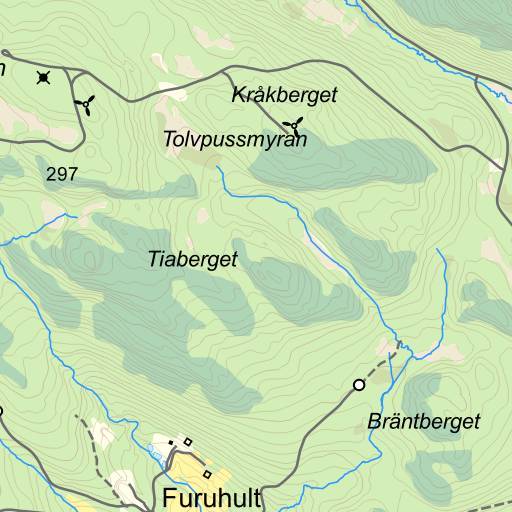 n
Kråkberget
Tolvpussmyran
297
Tiaberget
Bräntberget
Furuhult